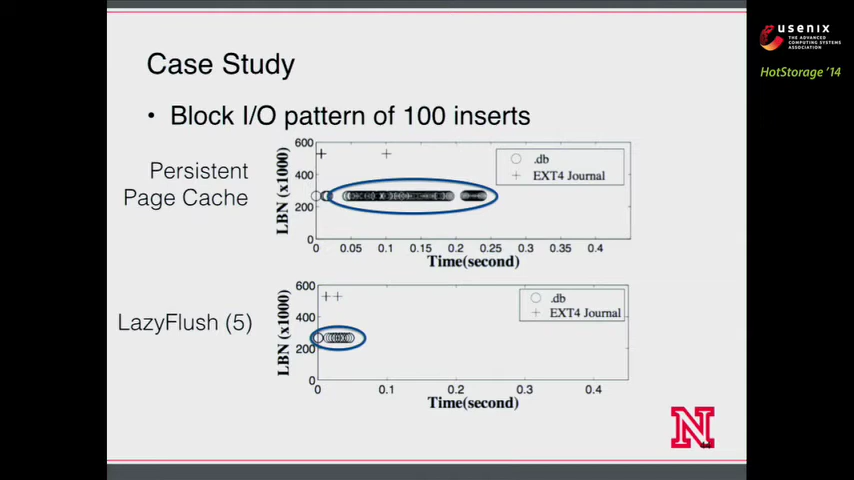 usenix
THE ADVANCED
COMPUTING SYSTEMS
ASSOCIATION
HotStorage '14
Case Study
• Block I/O pattern of 100 inserts
Persistent
Page Cache
LBN (x1000)
600
400
200
0
.db
EXT4 Journal
0 0.05 0.1 0.15 0.2 0.25 0.3 0.35 0.4
Time(second)
LazyFlush (5)
LBN (x1000)
600
400
200
0
.db
EXT4 Journal
0 0.1 0.2 0.3 0.4
Time(second)
N